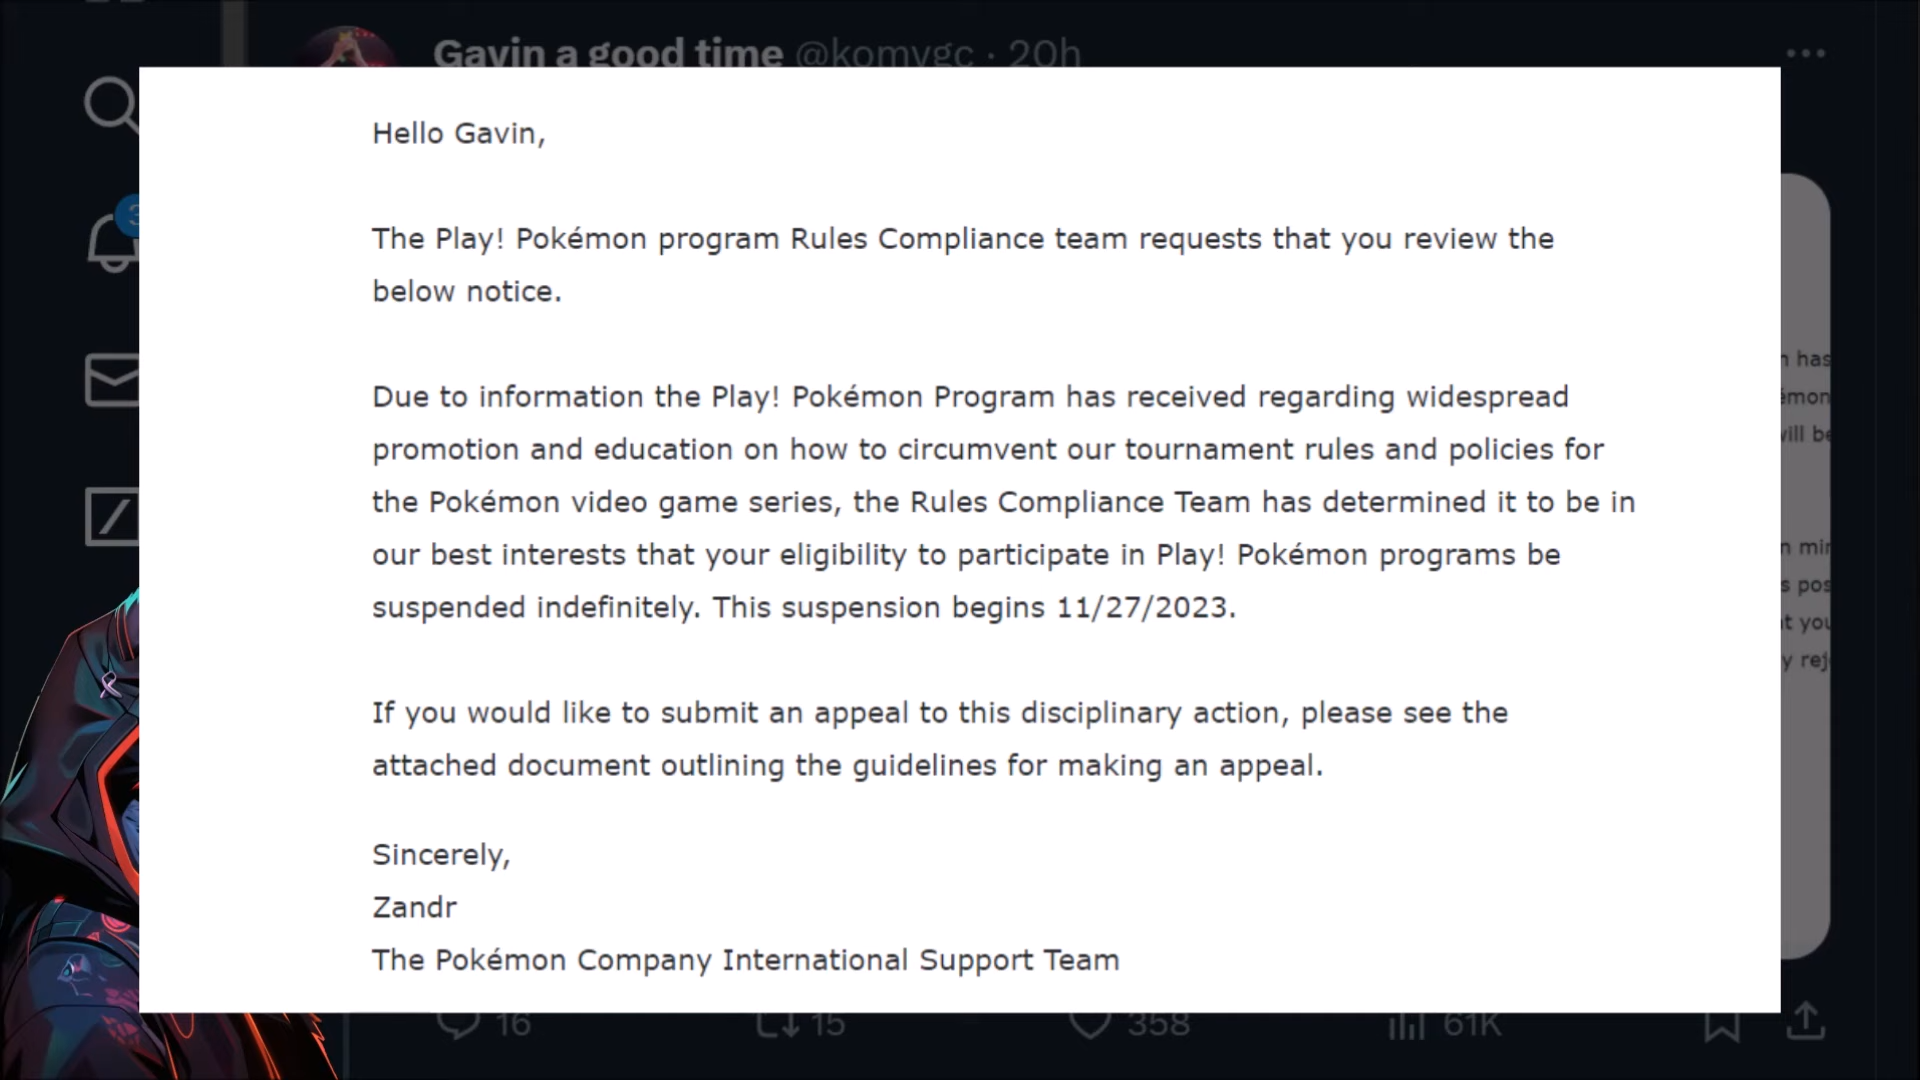 Gavin a good time @komvgc · 20h
3
Hello Gavin,
The Play! Pokémon program Rules Compliance team requests that you review the
below notice.
Due to information the Play! Pokémon Program has received regarding widespread
promotion and education on how to circumvent our tournament rules and policies for
the Pokémon video game series, the Rules Compliance Team has determined it to be in
our best interests that your eligibility to participate in Play! Pokémon programs be
suspended indefinitely. This suspension begins 11/27/2023.
If you would like to submit an appeal to this disciplinary action, please see the
attached document outlining the guidelines for making an appeal.
Sincerely,
Zandr
The Pokémon Company International Support Team
has
will be
16 15 358 61K